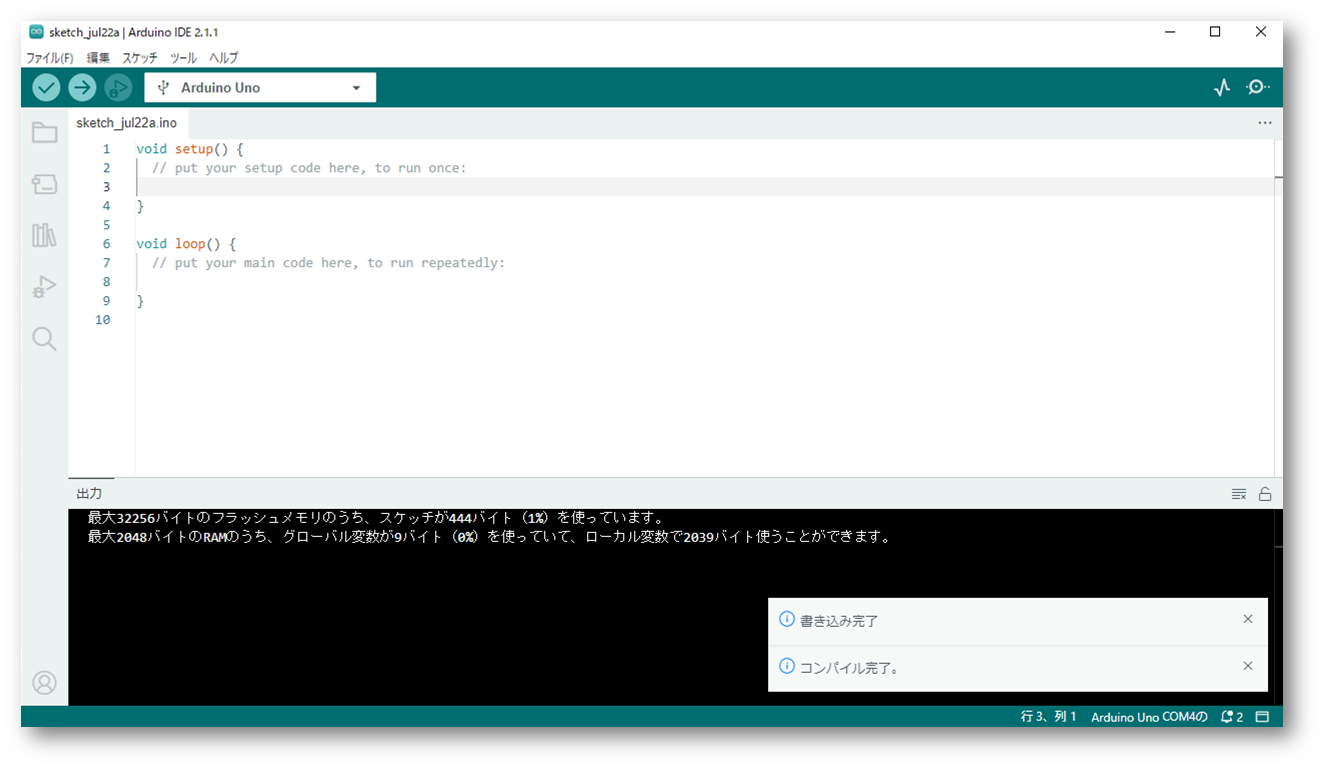 sketch_jul22a | Arduino IDE 2.1.1
ファイル(F) 編集 スケッチ ツール ヘルプ
Arduino Uno
sketch_jul22a.ino
1 void setup() {
2 // put your setup code here, to run once:
3
4 }
5
6 void loop() {
7 // put your main code here, to run repeatedly:
8
9 }
10
出力
最大32256バイトのフラッシュメモリのうち、スケッチが444バイト（1%）を使っています。
最大2048バイトのRAMのうち、グローバル変数が9バイト（0%）を使っていて、ローカル変数で2039バイト使うことができます。
書き込み完了
コンパイル完了。
行 3、列 1 Arduino Uno COM4の 2